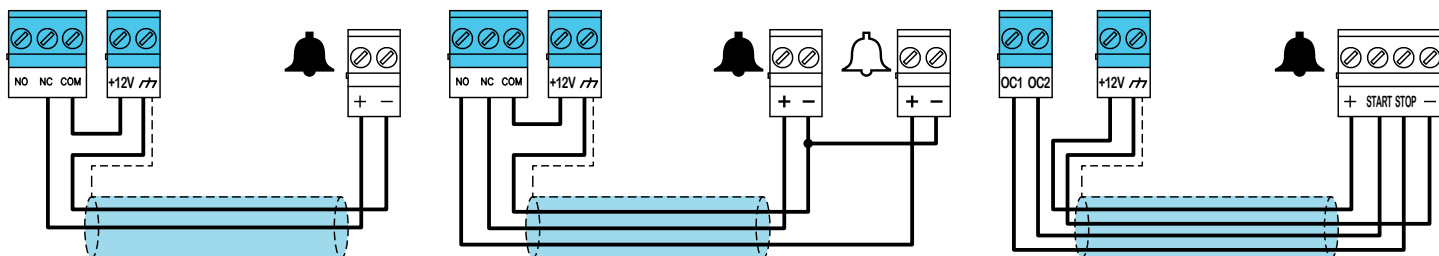 NO NC COM +12V
+ −
NO NC COM +12V
+ −
+ −
OC1 OC2 +12V
+ START STOP −